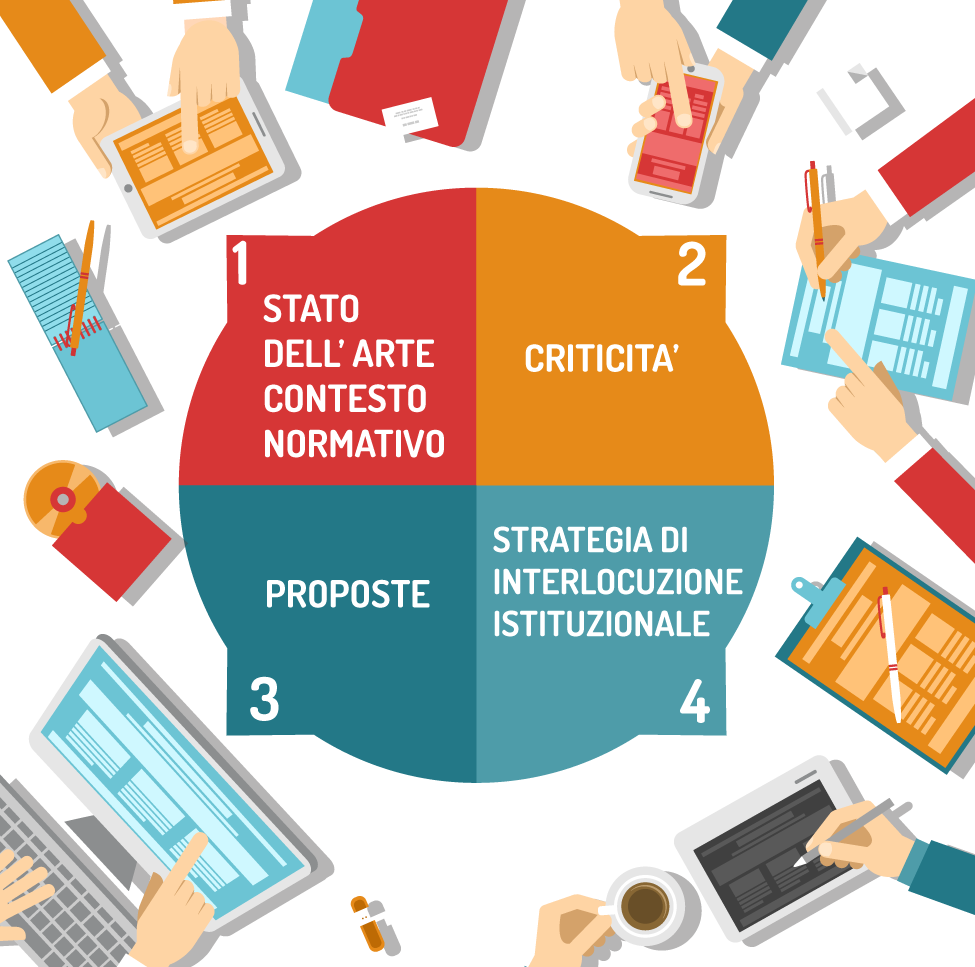 1
STATO
DELL' ARTE
CONTESTO
NORMATIVO
2
CRITICITA'
PROPOSTE
3
STRATEGIA DI
INTERLOCUZIONE
ISTITUZIONALE
4